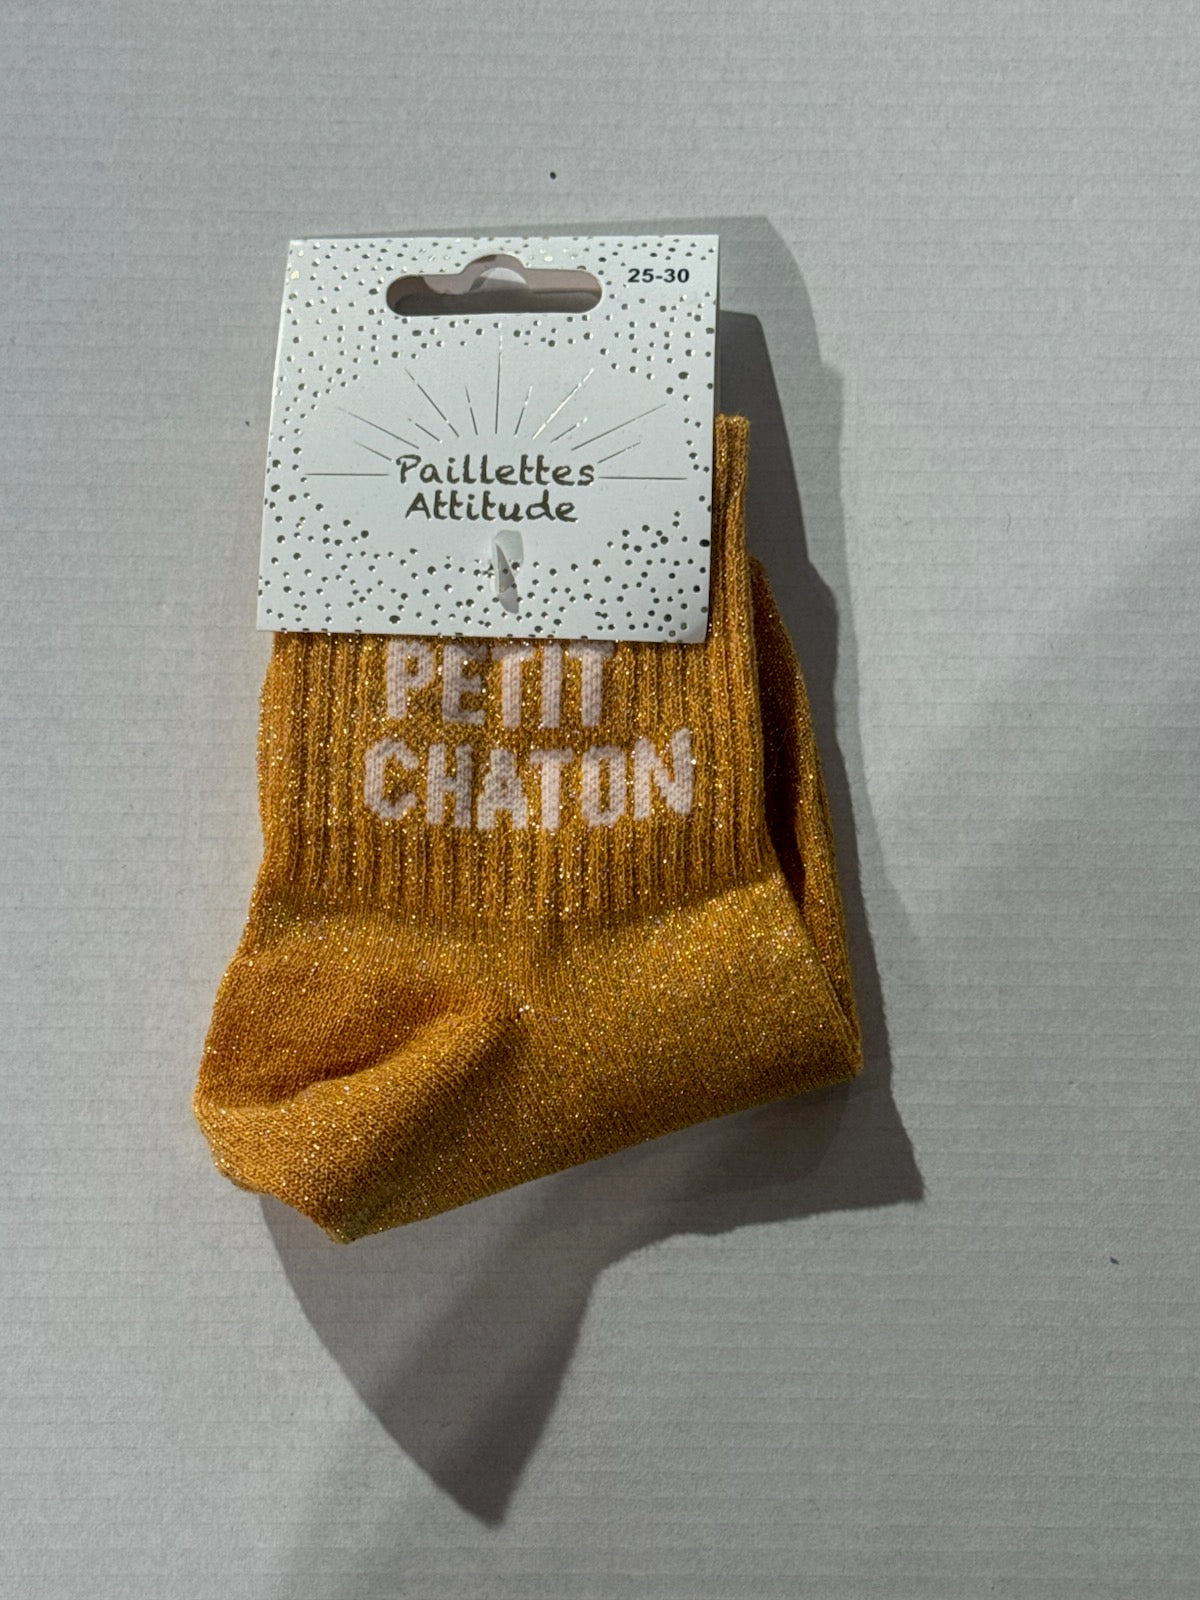 25-30
Paillettes
Attitude
PETIT
CHATON